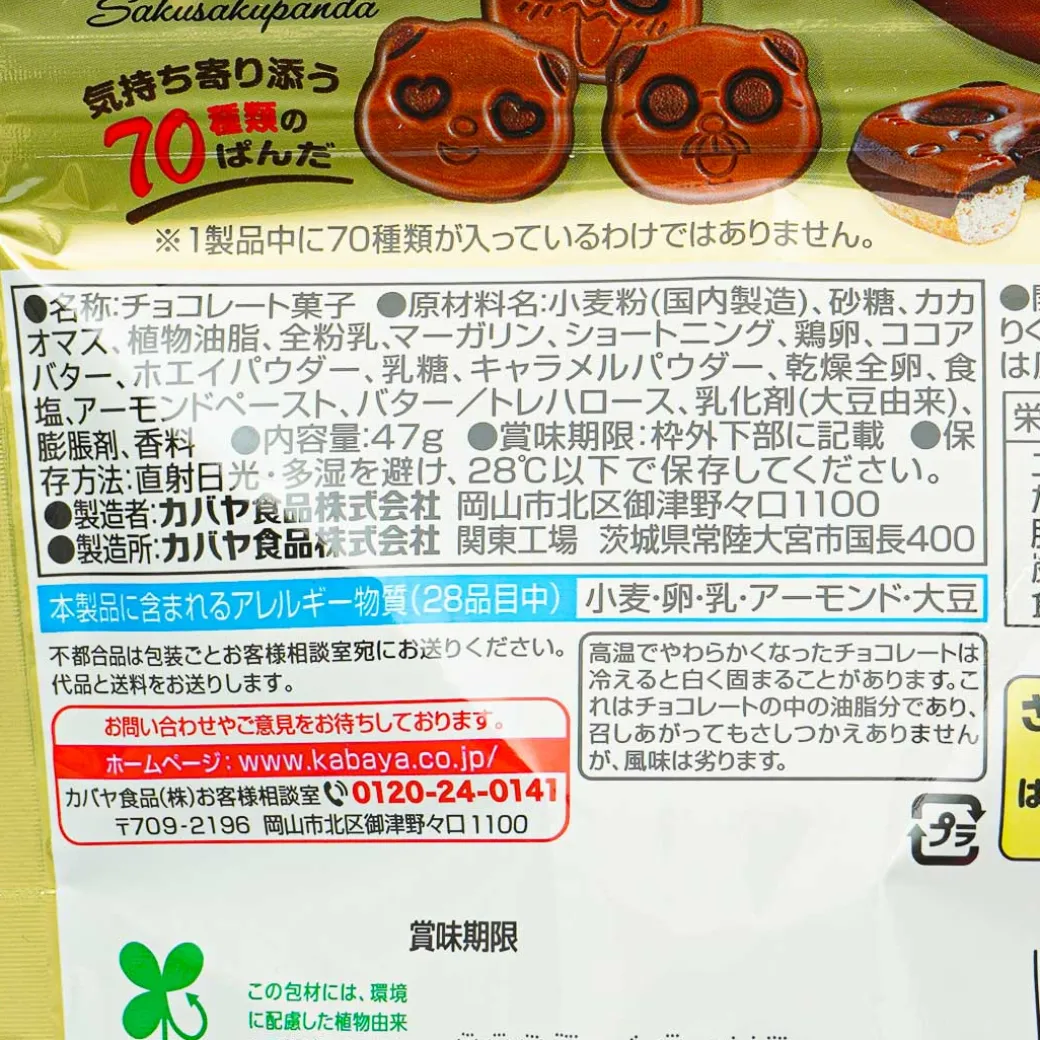 Sakusakupanda
気持ち寄り添う
70種類の
ぱんだ
※1製品中に70種類が入っているわけではありません。
●名称:チョコレート菓子 ●原材料名:小麦粉(国内製造)、砂糖、カカ
オマス、植物油脂、全粉乳、マーガリン、ショートニング、鶏卵、ココア
バター、ホエイパウダー、乳糖、キャラメルパウダー、乾燥全卵、食
塩、アーモンドペースト、バター/トレハロース、乳化剤(大豆由来)、
膨脹剤、香料 ●内容量:47g ●賞味期限:枠外下部に記載 ●保
存方法:直射日光・多湿を避け、28℃以下で保存してください。
●製造者:カバヤ食品株式会社 岡山市北区御津野々口1100
●製造所:カバヤ食品株式会社 関東工場 茨城県常陸大宮市国長400
本製品に含まれるアレルギー物質(28品目中) 小麦・卵・乳・アーモンド・大豆
不都合品は包装ごとお客様相談室宛にお送りください。
代品と送料をお送りします。
お問い合わせやご意見をお待ちしております。
ホームページ:www.kabaya.co.jp/
カバヤ食品(株)お客様相談室 0120-24-0141
〒709-2196 岡山市北区御津野々口1100
高温でやわらかくなったチョコレートは
冷えると白く固まることがあります。こ
れはチョコレートの中の油脂分であり、
召しあがってもさしつかえありません
が、風味は劣ります。
プラ
賞味期限
この包材には、環境
に配慮した植物由来
●
りく
は
栄
さ
は